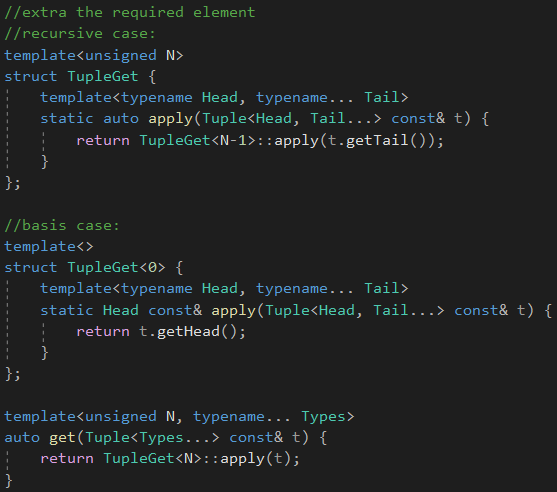 //extra the required element
//recursive case:
template<unsigned N>
struct TupleGet {
    template<typename Head, typename... Tail>
    static auto apply(Tuple<Head, Tail...> const& t) {
        return TupleGet<N-1>::apply(t.getTail());
    }
};

//basis case:
template<>
struct TupleGet<0> {
    template<typename Head, typename... Tail>
    static Head const& apply(Tuple<Head, Tail...> const& t) {
        return t.getHead();
    }
};

template<unsigned N, typename... Types>
auto get(Tuple<Types...> const& t) {
    return TupleGet<N>::apply(t);
}